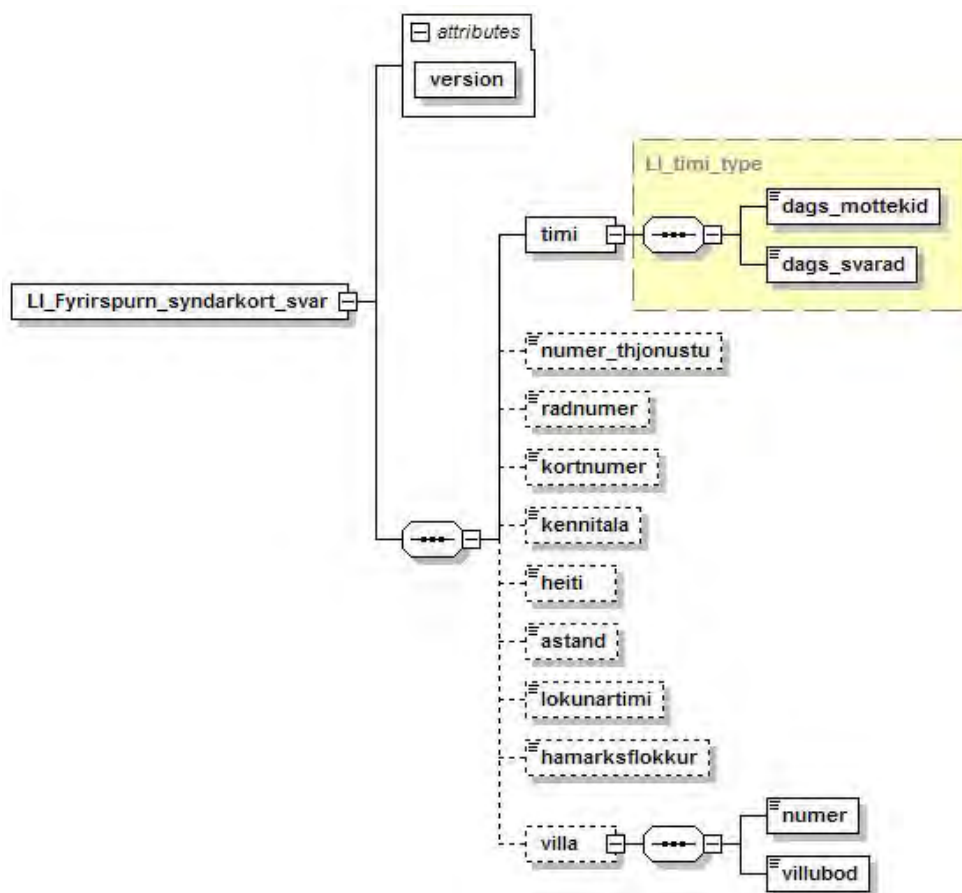 attributes
version
LI_timi_type
dags_mottekid
timi
dags_svarad
LI_Fyrirspurn_syndarkort_svar
numer_thjonustu
radnumer
kortnumer
kennitala
heiti
astand
lokunartimi
hamarksflokkur
numer
villa
villubod